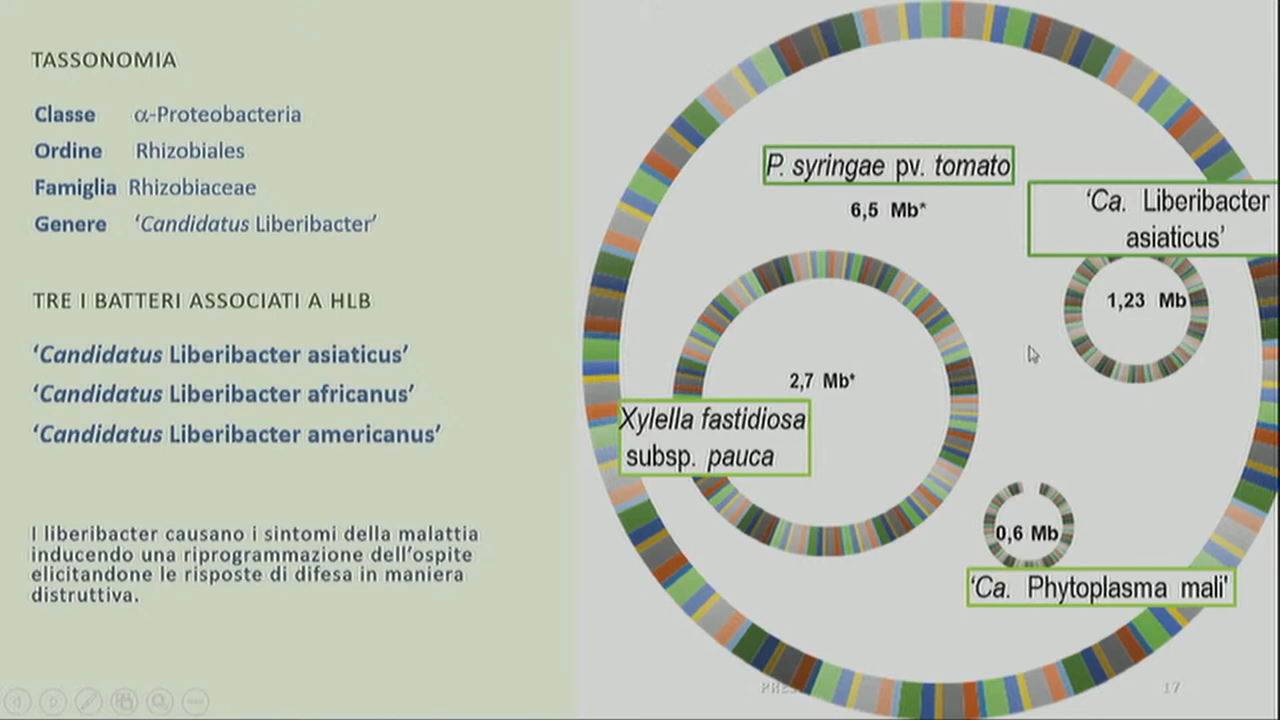 TASSONOMIA
Classe α-Proteobacteria
Ordine Rhizobiales
Famiglia Rhizobiaceae
Genere ‘Candidatus Liberibacter’
TRE I BATTERI ASSOCIATI A HLB
‘Candidatus Liberibacter asiaticus’
‘Candidatus Liberibacter africanus’
‘Candidatus Liberibacter americanus’
I liberibacter causano i sintomi della malattia
inducendo una riprogrammazione dell’ospite
elicitandone le risposte di difesa in maniera
distruttiva.
P. syringae pv. tomato
6,5 Mb*
‘Ca. Liberibacter
asiaticus’
1,23 Mb
2,7 Mb*
Xylella fastidiosa
subsp. pauca
0,6 Mb
‘Ca. Phytoplasma mali'
17